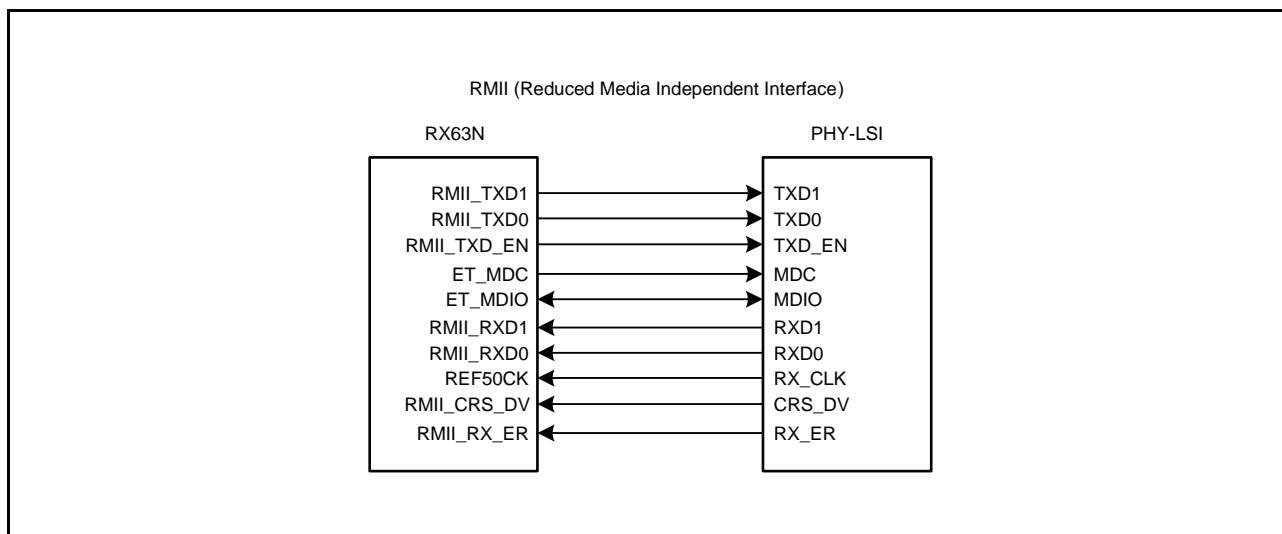 RMII (Reduced Media Independent Interface)
RX63N PHY-LSI
RMII_TXD1 TXD1
RMII_TXD0 TXD0
RMII_TXD_EN TXD_EN
ET_MDC MDC
ET_MDIO MDIO
RMII_RXD1 RXD1
RMII_RXD0 RXD0
REF50CK RX_CLK
RMII_CRS_DV CRS_DV
RMII_RX_ER RX_ER